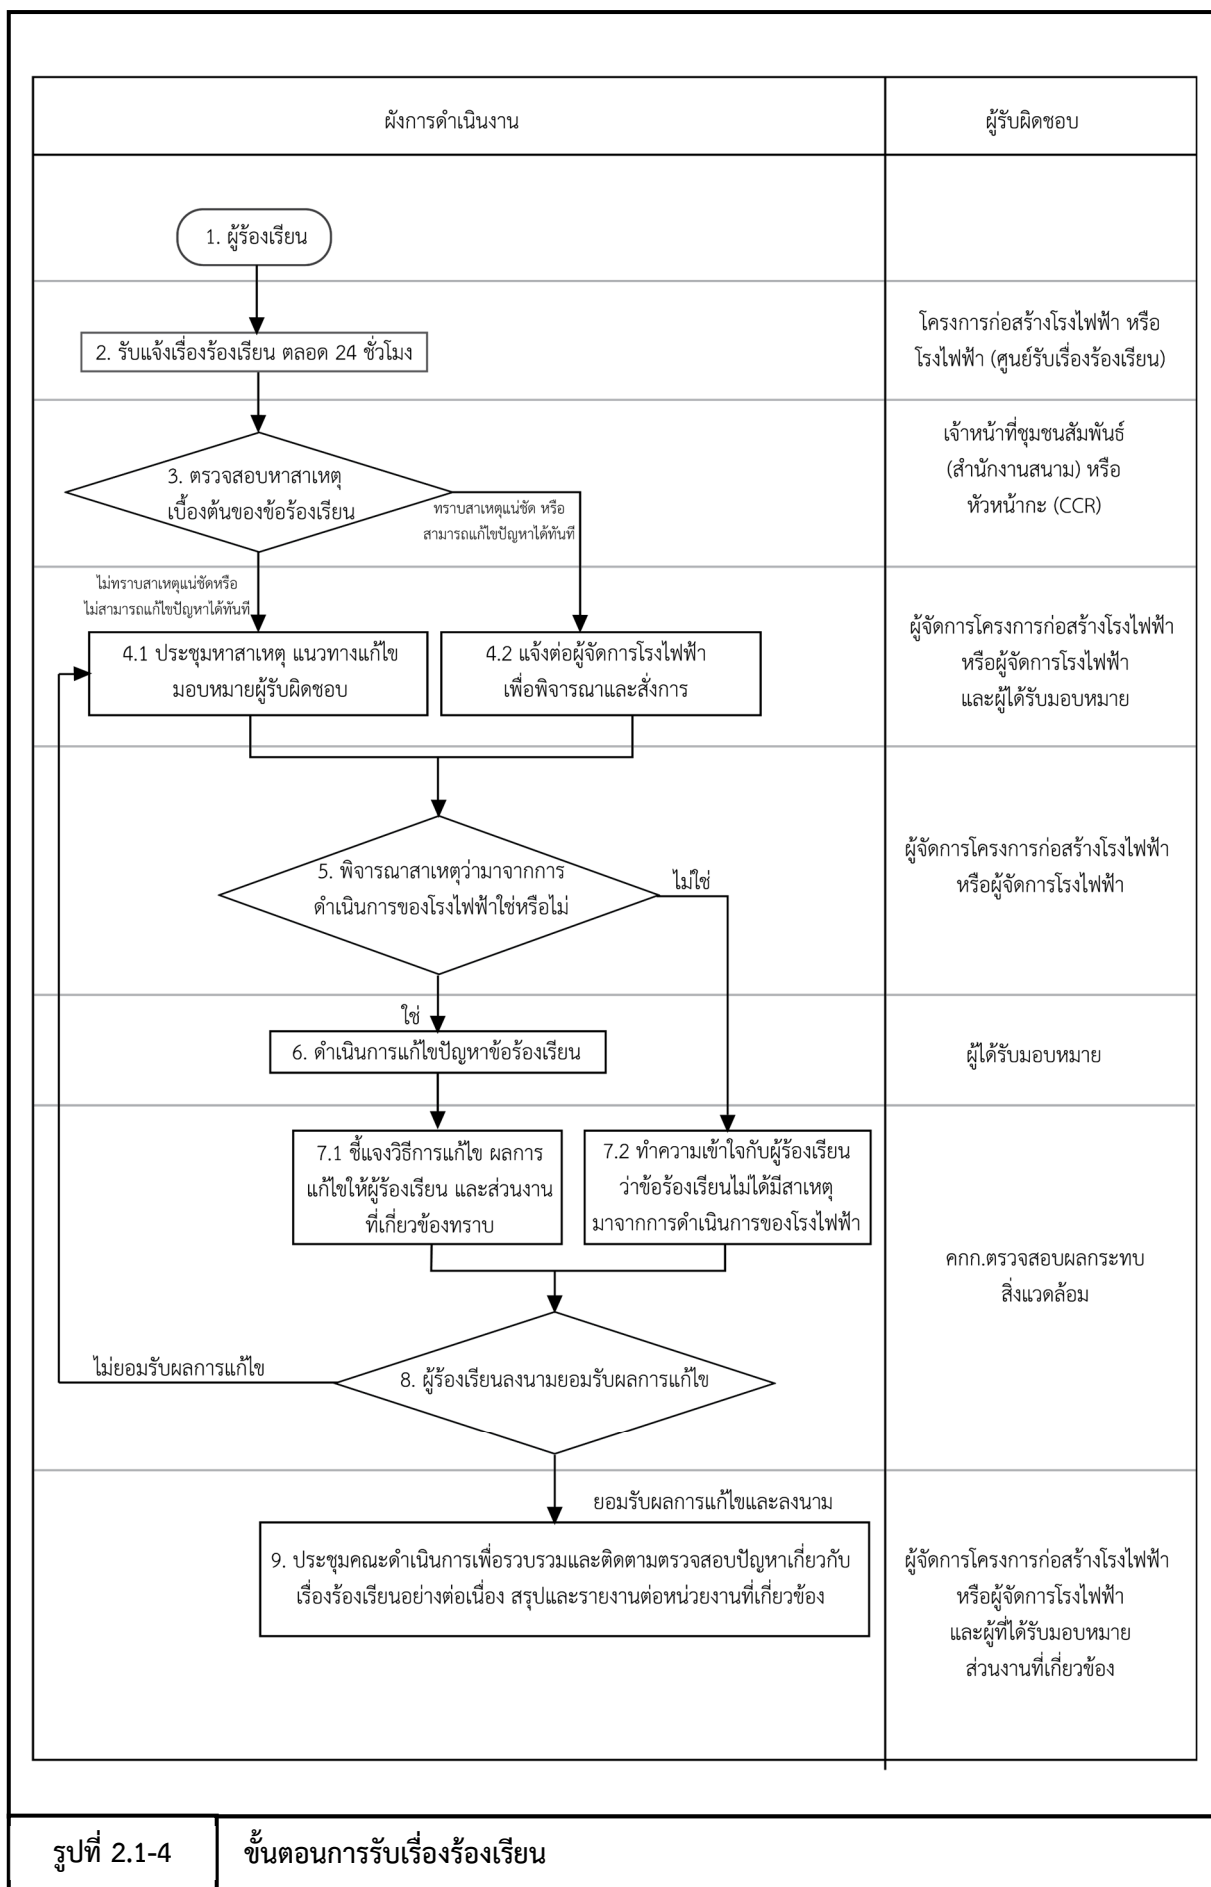 ผังการดำเนินงาน
ผู้รับผิดชอบ
1. ผู้ร้องเรียน
2. รับแจ้งเรื่องร้องเรียน ตลอด 24 ชั่วโมง
โครงการก่อสร้างโรงไฟฟ้า หรือ
โรงไฟฟ้า (ศูนย์รับเรื่องร้องเรียน)
3. ตรวจสอบหาสาเหตุ
เบื้องต้นของข้อร้องเรียน
ทราบสาเหตุแน่ชัด หรือ
สามารถแก้ไขปัญหาได้ทันที
เจ้าหน้าที่ชุมชนสัมพันธ์
(สำนักงานสนาม) หรือ
หัวหน้ากะ (CCR)
ไม่ทราบสาเหตุแน่ชัดหรือ
ไม่สามารถแก้ไขปัญหาได้ทันที
4.1 ประชุมหาสาเหตุ แนวทางแก้ไข
มอบหมายผู้รับผิดชอบ
4.2 แจ้งต่อผู้จัดการโรงไฟฟ้า
เพื่อพิจารณาและสั่งการ
ผู้จัดการโครงการก่อสร้างโรงไฟฟ้า
หรือผู้จัดการโรงไฟฟ้า
และผู้ได้รับมอบหมาย
5. พิจารณาสาเหตุว่ามาจากการ
ดำเนินการของโรงไฟฟ้าใช่หรือไม่
ไม่ใช่
ผู้จัดการโครงการก่อสร้างโรงไฟฟ้า
หรือผู้จัดการโรงไฟฟ้า
ใช่
6. ดำเนินการแก้ไขปัญหาข้อร้องเรียน
ผู้ได้รับมอบหมาย
7.1 ชี้แจงวิธีการแก้ไข ผลการ
แก้ไขให้ผู้ร้องเรียน และส่วนงาน
ที่เกี่ยวข้องทราบ
7.2 ทำความเข้าใจกับผู้ร้องเรียน
ว่าข้อร้องเรียนไม่ได้มีสาเหตุ
มาจากการดำเนินการของโรงไฟฟ้า
คกก.ตรวจสอบผลกระทบ
สิ่งแวดล้อม
ไม่ยอมรับผลการแก้ไข
8. ผู้ร้องเรียนลงนามยอมรับผลการแก้ไข
ยอมรับผลการแก้ไขและลงนาม
9. ประชุมคณะดำเนินการเพื่อรวบรวมและติดตามตรวจสอบปัญหาเกี่ยวกับ
เรื่องร้องเรียนอย่างต่อเนื่อง สรุปและรายงานต่อหน่วยงานที่เกี่ยวข้อง
ผู้จัดการโครงการก่อสร้างโรงไฟฟ้า
หรือผู้จัดการโรงไฟฟ้า
และผู้ที่ได้รับมอบหมาย
ส่วนงานที่เกี่ยวข้อง
รูปที่ 2.1-4
ขั้นตอนการรับเรื่องร้องเรียน